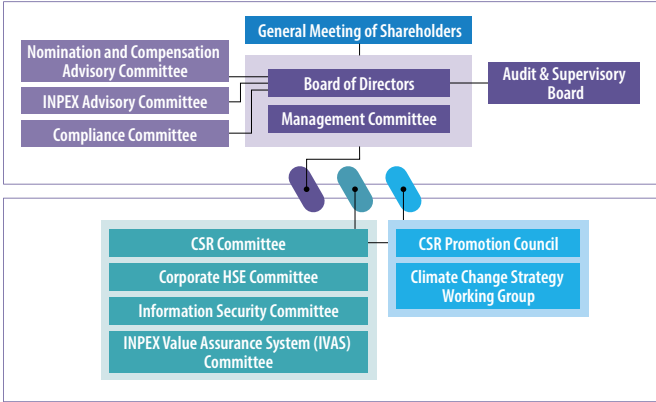 General Meeting of Shareholders
Nomination and Compensation
Advisory Committee
INPEX Advisory Committee
Compliance Committee
Board of Directors
Management Committee
Audit & Supervisory
Board
CSR Committee
Corporate HSE Committee
Information Security Committee
INPEX Value Assurance System (IVAS)
Committee
CSR Promotion Council
Climate Change Strategy
Working Group